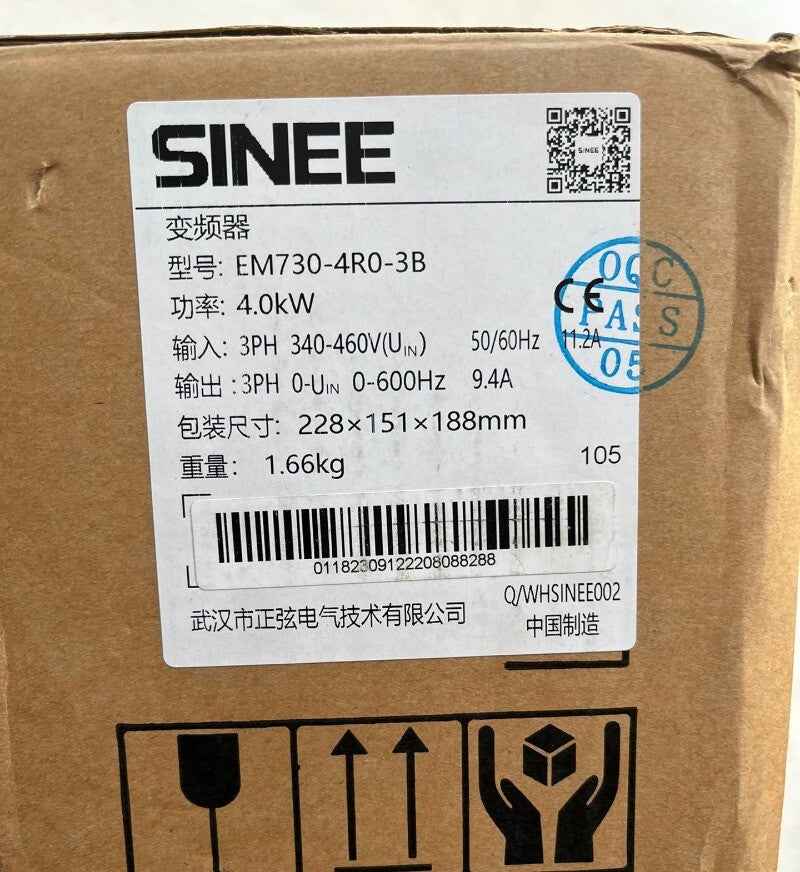 SINEE
SINEE
变频器
型号: EM730-4R0-3B
功率: 4.0kW
输入: 3PH 340-460V(UIN) 50/60Hz 11.2A
输出: 3PH 0-UIN 0-600Hz 9.4A
包装尺寸: 228×151×188mm
重量: 1.66kg
105
CE
OQC
PASS
05
01182309122208088288
Q/WHSINEE002
武汉市正弦电气技术有限公司
中国制造